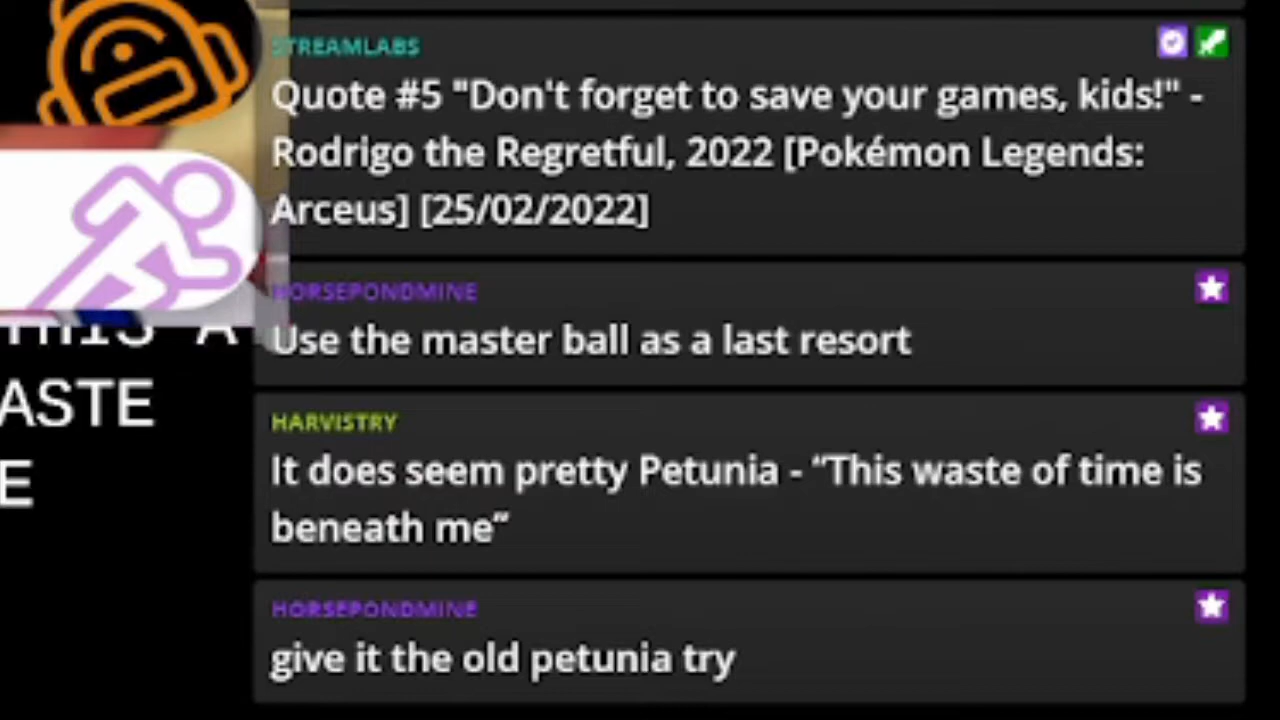 STREAMLABS
Quote #5 "Don't forget to save your games, kids!" -
Rodrigo the Regretful, 2022 [Pokémon Legends:
Arceus] [25/02/2022]
HORSEPONDMINE
Use the master ball as a last resort
HARVISTRY
It does seem pretty Petunia - “This waste of time is
beneath me”
HORSEPONDMINE
give it the old petunia try
THIS A
ASTE
E